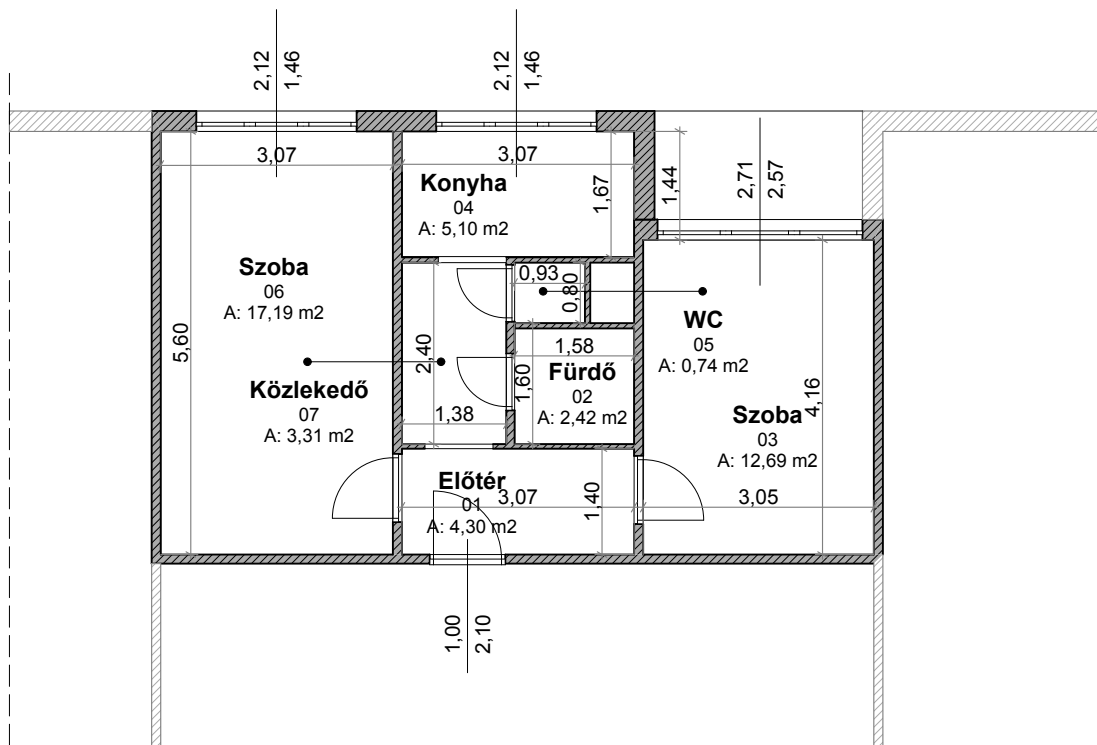 2,12
1,46
2,12
1,46
2,71
2,57
3,07
3,07
1,44
1,67
Konyha
04
A: 5,10 m2
Szoba
06
A: 17,19 m2
0,93
0,80
WC
05
A: 0,74 m2
5,60
2,40
1,58
1,60
Fürdő
02
A: 2,42 m2
Közlekedő
07
A: 3,31 m2
1,38
4,16
Szoba
03
A: 12,69 m2
Előtér
01
A: 4,30 m2
3,07
1,40
3,05
1,00
2,10